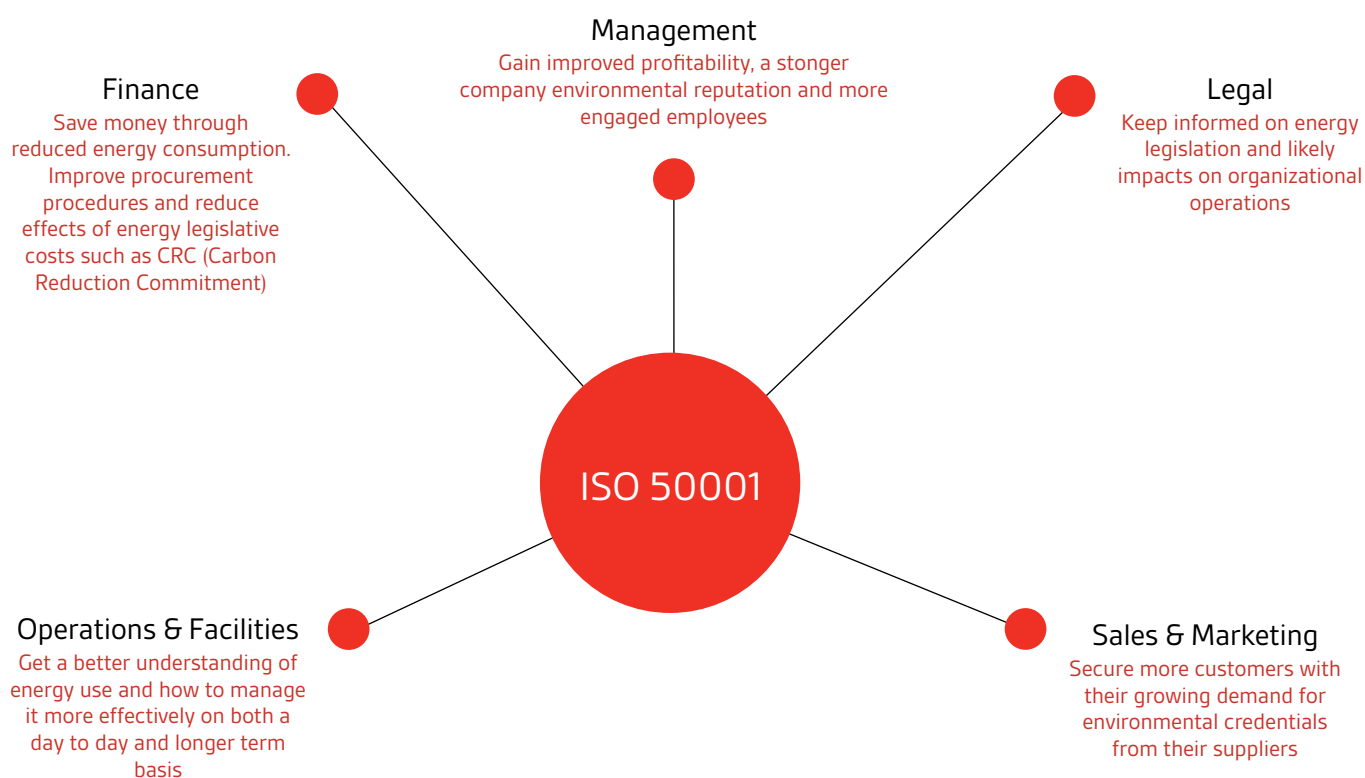 Management
Gain improved profitability, a stonger
company environmental reputation and more
engaged employees
Finance
Save money through
reduced energy consumption.
Improve procurement
procedures and reduce
effects of energy legislative
costs such as CRC (Carbon
Reduction Commitment)
Legal
Keep informed on energy
legislation and likely
impacts on organizational
operations
ISO 50001
Operations & Facilities
Get a better understanding of
energy use and how to manage
it more effectively on both a
day to day and longer term
basis
Sales & Marketing
Secure more customers with
their growing demand for
environmental credentials
from their suppliers